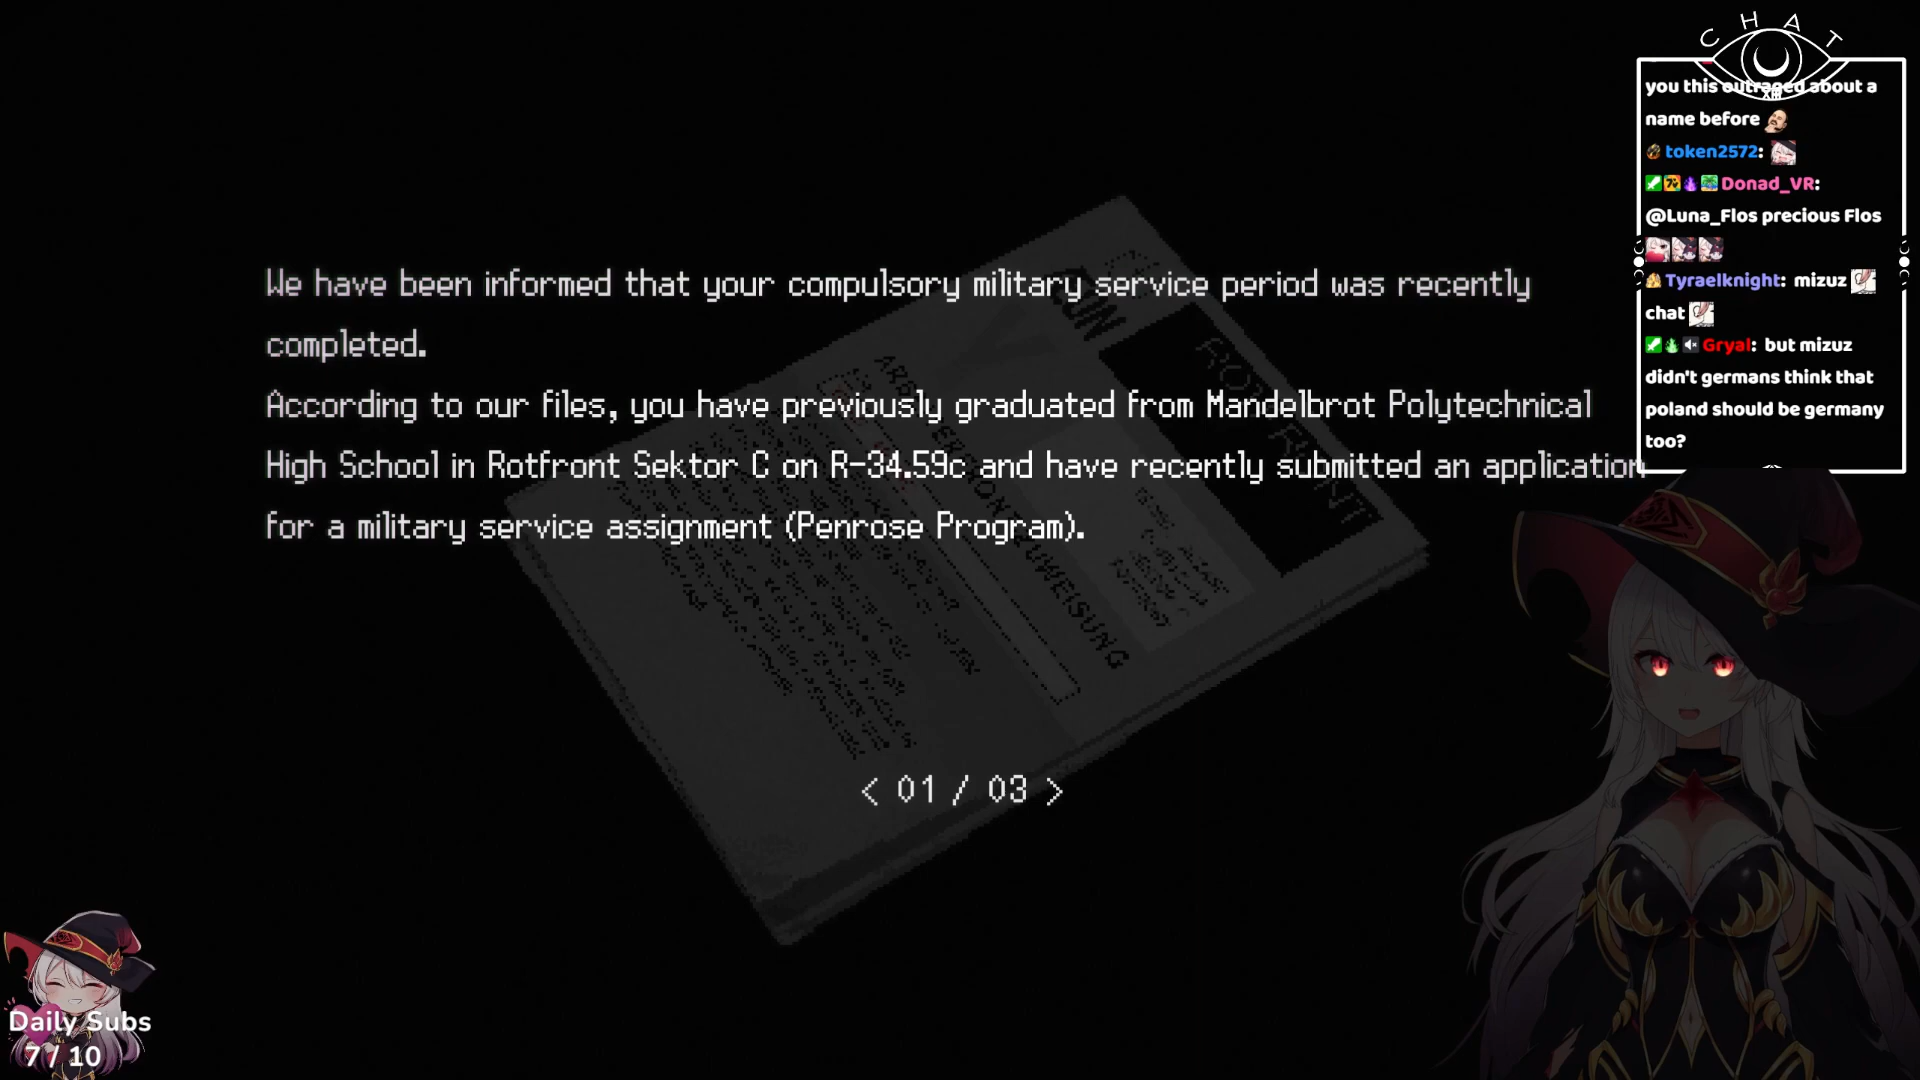 We have been informed that your compulsory military service period was recently
completed.
According to our files, you have previously graduated from Mandelbrot Polytechnical
High School in Rotfront Sektor C on R-34.59c and have recently submitted an application
for a military service assignment (Penrose Program).
< 01 / 03 >
CHAT
you this outraged about a
name before
token2572:
Donad_VR:
@Luna_Flos precious Flos
Tyraelknight: mizuz
chat
Gryal: but mizuz
didn't germans think that
poland should be germany
too?
ROTFRONT
Daily Subs
7 / 10